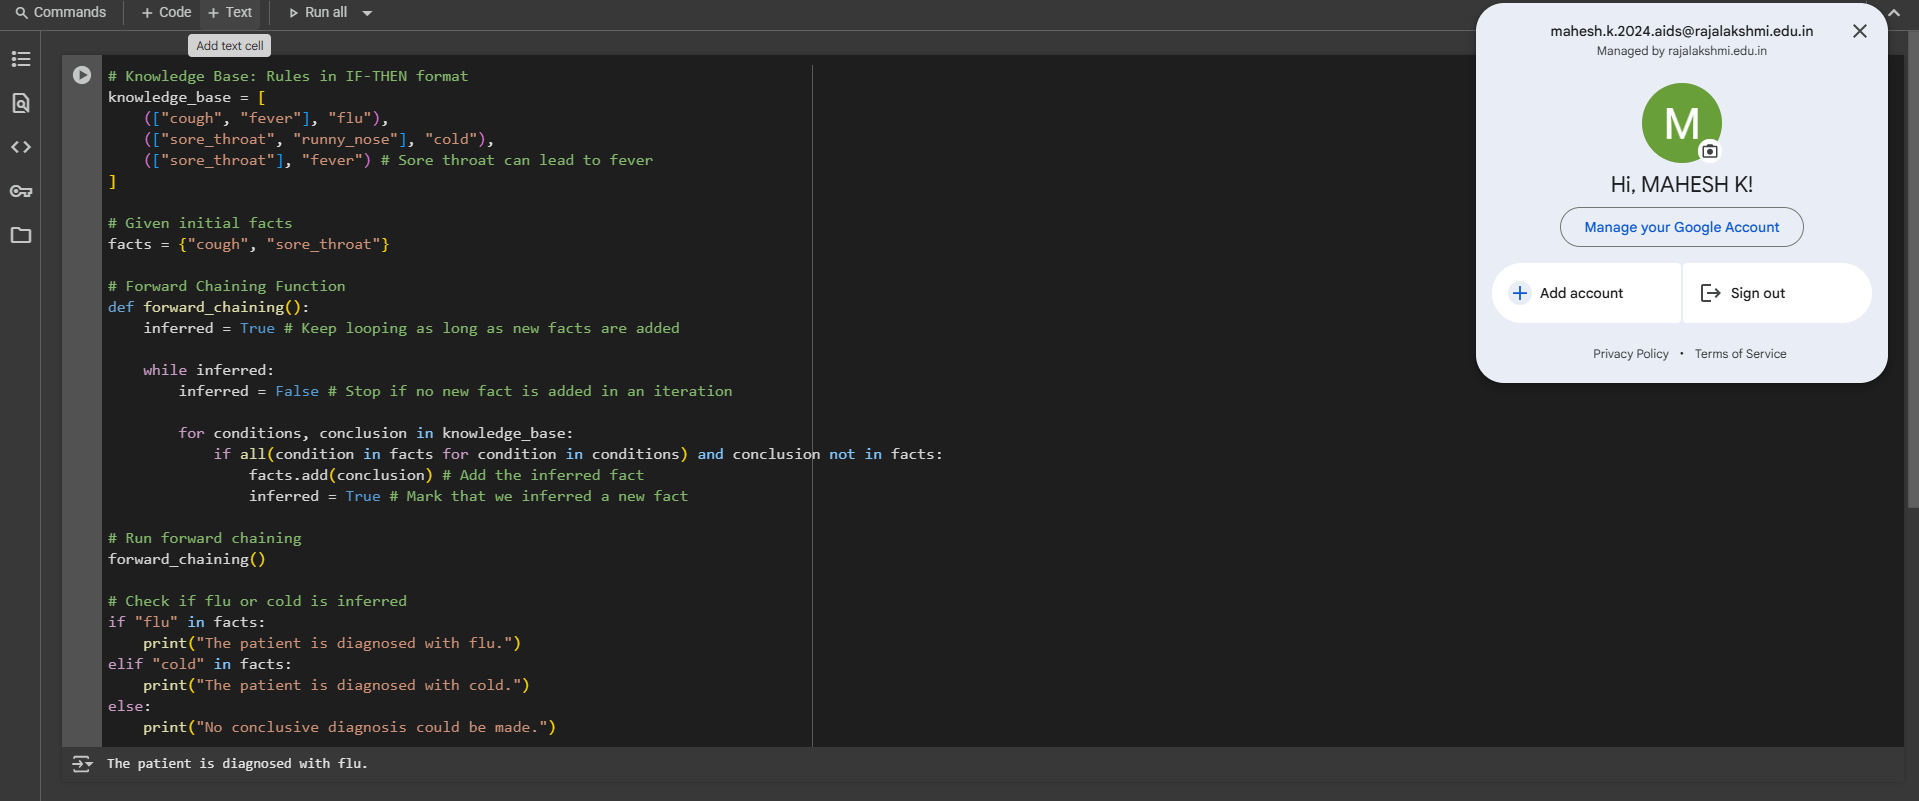 Commands
+ Code
+ Text
Run all
Add text cell
# Knowledge Base: Rules in IF-THEN format
knowledge_base = [
    (["cough", "fever"], "flu"),
    (["sore_throat", "runny_nose"], "cold"),
    (["sore_throat"], "fever") # Sore throat can lead to fever
]
# Given initial facts
facts = {"cough", "sore_throat"}
# Forward Chaining Function
def forward_chaining():
    inferred = True # Keep looping as long as new facts are added
    while inferred:
        inferred = False # Stop if no new fact is added in an iteration
        for conditions, conclusion in knowledge_base:
            if all(condition in facts for condition in conditions) and conclusion not in facts:
                facts.add(conclusion) # Add the inferred fact
                inferred = True # Mark that we inferred a new fact
# Run forward chaining
forward_chaining()
# Check if flu or cold is inferred
if "flu" in facts:
    print("The patient is diagnosed with flu.")
elif "cold" in facts:
    print("The patient is diagnosed with cold.")
else:
    print("No conclusive diagnosis could be made.")
The patient is diagnosed with flu.
mahesh.k.2024.aids@rajalakshmi.edu.in
Managed by rajalakshmi.edu.in
M
Hi, MAHESH K!
Manage your Google Account
Add account
Sign out
Privacy Policy • Terms of Service